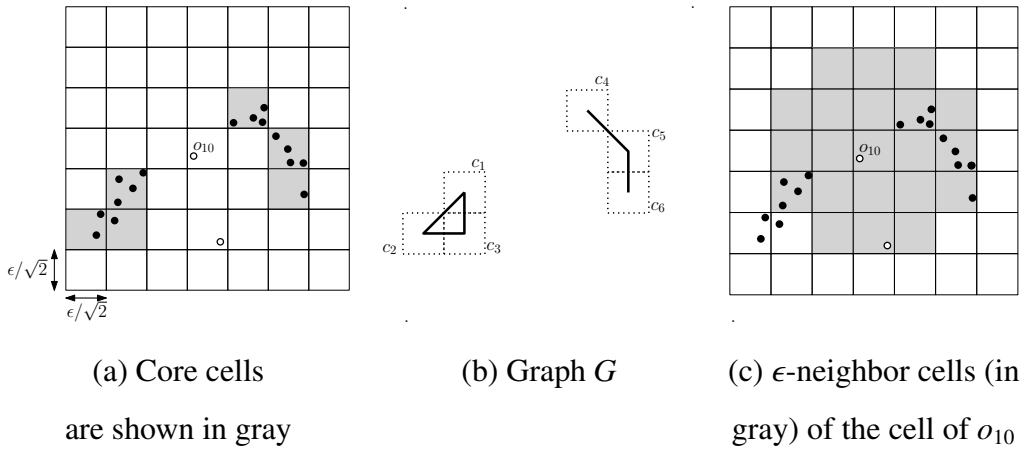 o₁₀
ϵ/√2
ϵ/√2
(a) Core cells
are shown in gray
c₄
c₅
c₁
c₆
c₂
c₃
(b) Graph G
o₁₀
(c) ϵ-neighbor cells (in
gray) of the cell of o₁₀